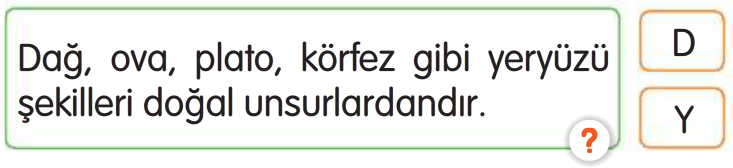 Dağ, ova, plato, körfez gibi yeryüzü
şekilleri doğal unsurlardandır.
?
D
Y